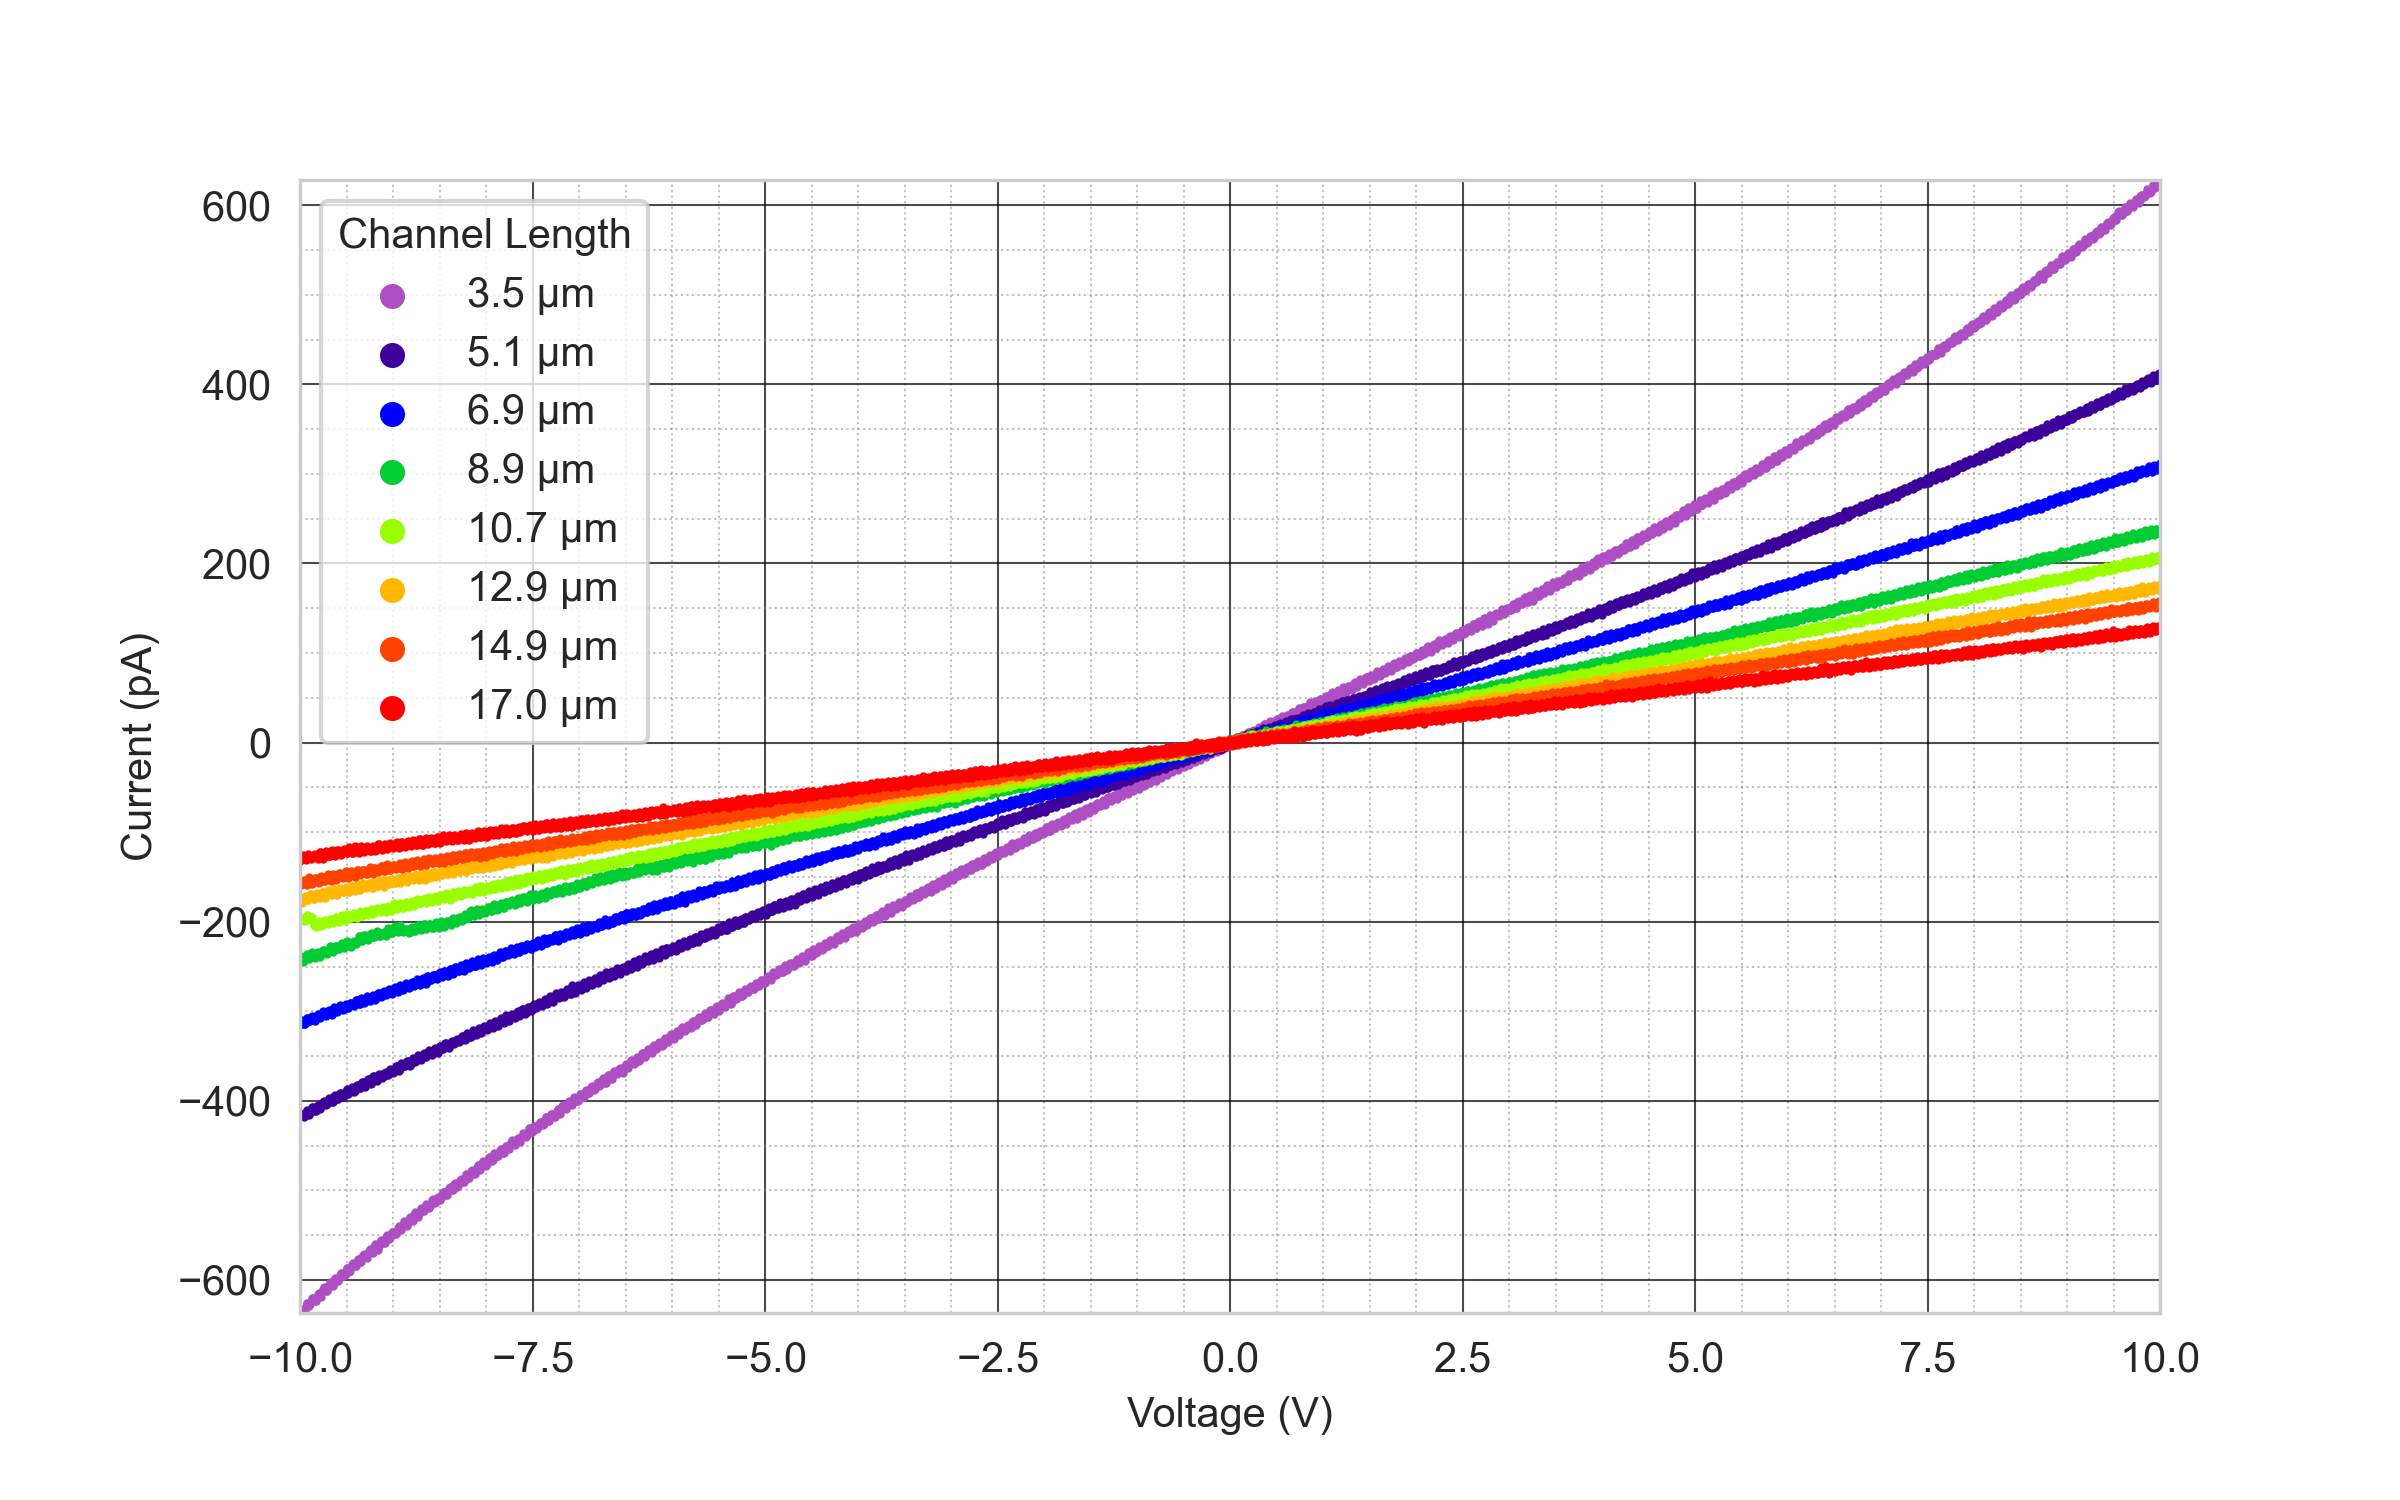 600
400
200
0
−200
−400
−600
Current (pA)
Channel Length
3.5 µm
5.1 µm
6.9 µm
8.9 µm
10.7 µm
12.9 µm
14.9 µm
17.0 µm
−10.0 −7.5 −5.0 −2.5 0.0 2.5 5.0 7.5 10.0
Voltage (V)